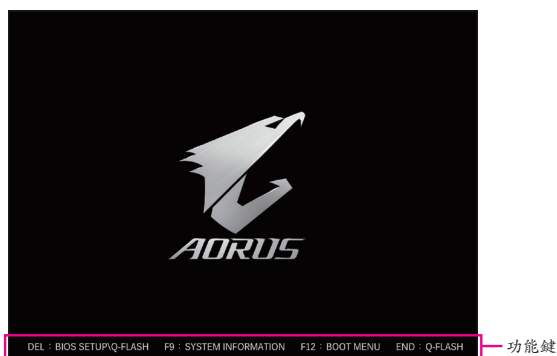 AORUS
DEL : BIOS SETUP\Q-FLASH F9 : SYSTEM INFORMATION F12 : BOOT MENU END : Q-FLASH
功能鍵